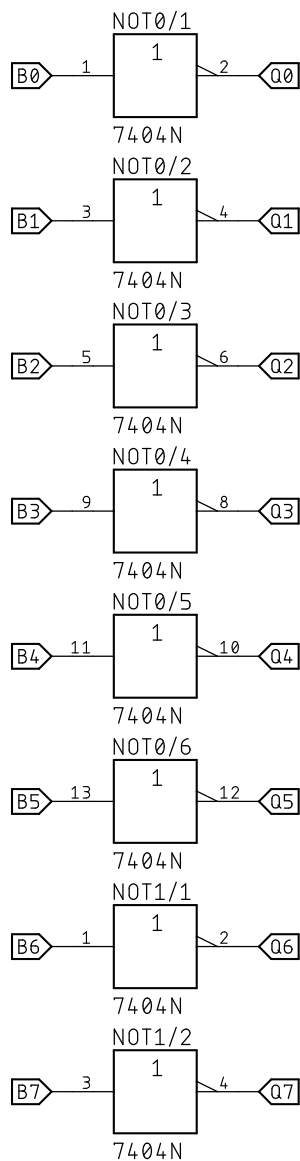 NOT0/1
1
B0 1 2 Q0
7404N
NOT0/2
1
B1 3 4 Q1
7404N
NOT0/3
1
B2 5 6 Q2
7404N
NOT0/4
1
B3 9 8 Q3
7404N
NOT0/5
1
B4 11 10 Q4
7404N
NOT0/6
1
B5 13 12 Q5
7404N
NOT1/1
1
B6 1 2 Q6
7404N
NOT1/2
1
B7 3 4 Q7
7404N